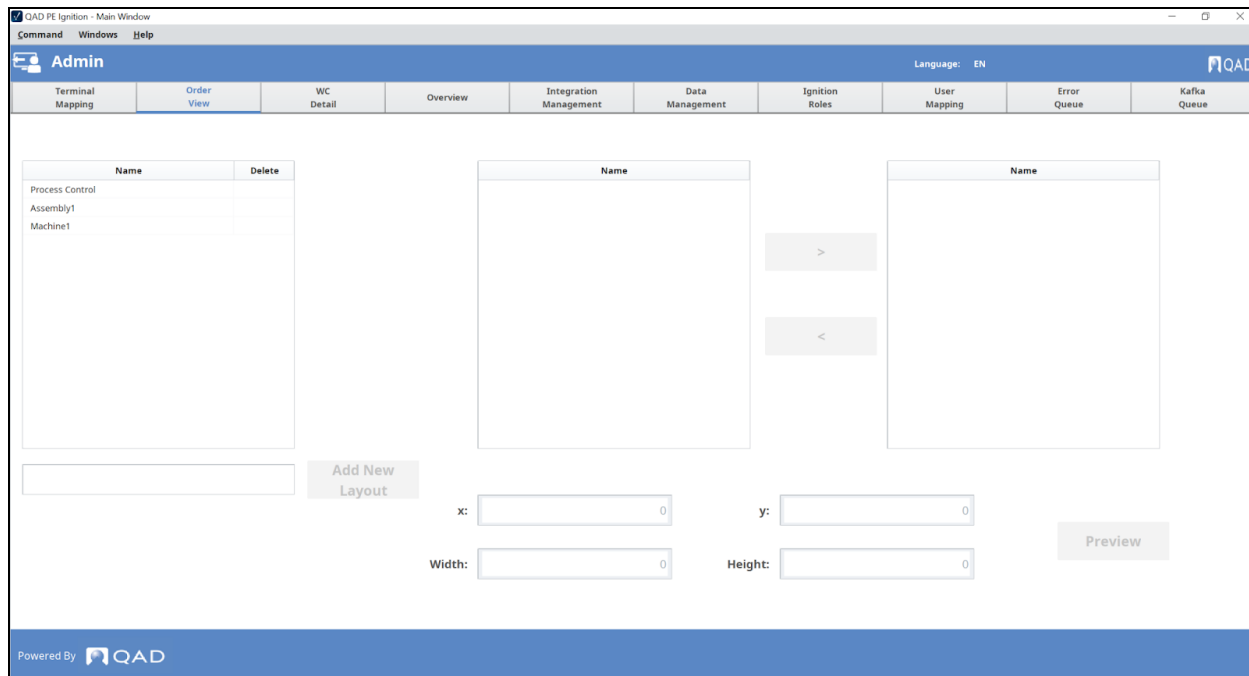 QAD PE Ignition - Main Window
Command Windows Help
Admin
Language: EN
QAD
Terminal Mapping
Order View
WC Detail
Overview
Integration Management
Data Management
Ignition Roles
User Mapping
Error Queue
Kafka Queue
Name Delete
Process Control
Assembly1
Machine1
Name
>
<
Name
Add New
Layout
x: 0 y: 0
Width: 0 Height: 0
Preview
Powered By QAD